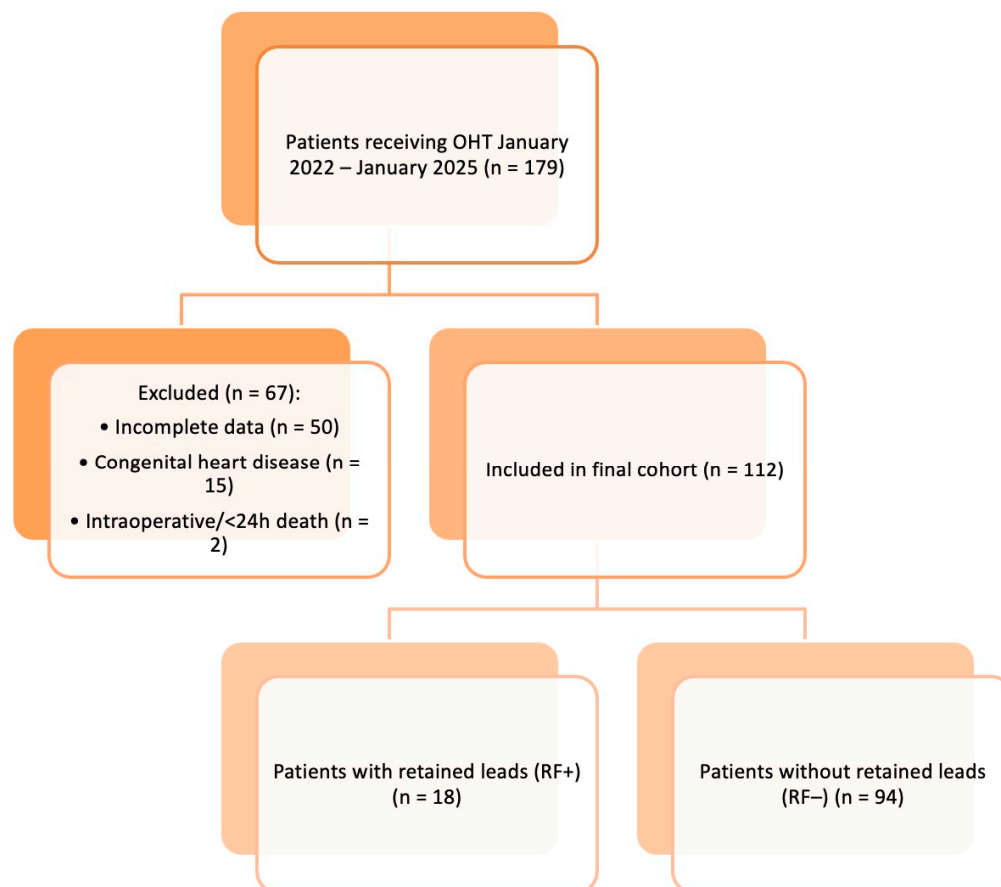 Patients receiving OHT January
2022 – January 2025 (n = 179)
Excluded (n = 67):
• Incomplete data (n = 50)
• Congenital heart disease (n =
15)
• Intraoperative/<24h death (n =
2)
Included in final cohort (n = 112)
Patients with retained leads (RF+)
(n = 18)
Patients without retained leads
(RF–) (n = 94)